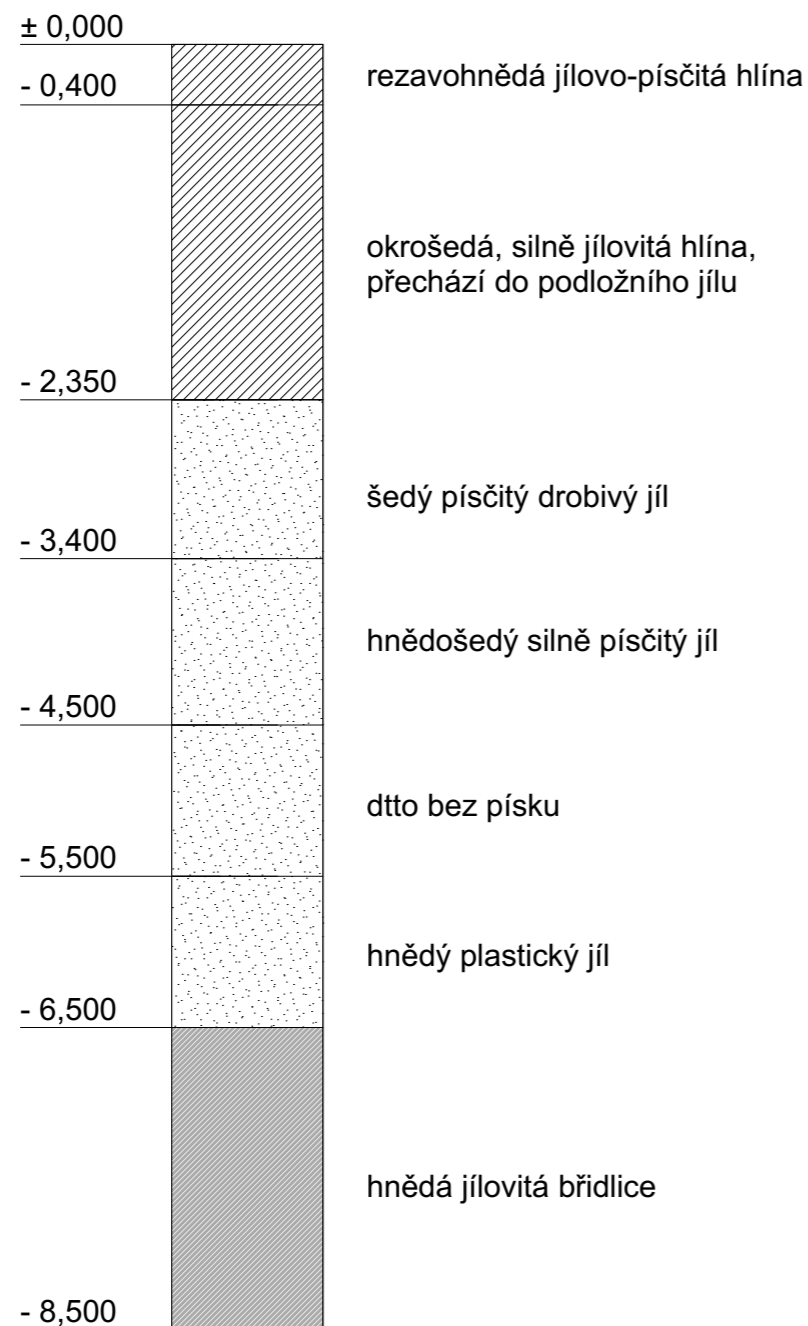 ± 0,000
rezavohnědá jílovo-písčitá hlína
- 0,400
okrošedá, silně jílovitá hlína,
přechází do podložního jílu
- 2,350
šedý písčitý drobivý jíl
- 3,400
hnědošedý silně písčitý jíl
- 4,500
dtto bez písku
- 5,500
hnědý plastický jíl
- 6,500
hnědá jílovitá břidlice
- 8,500